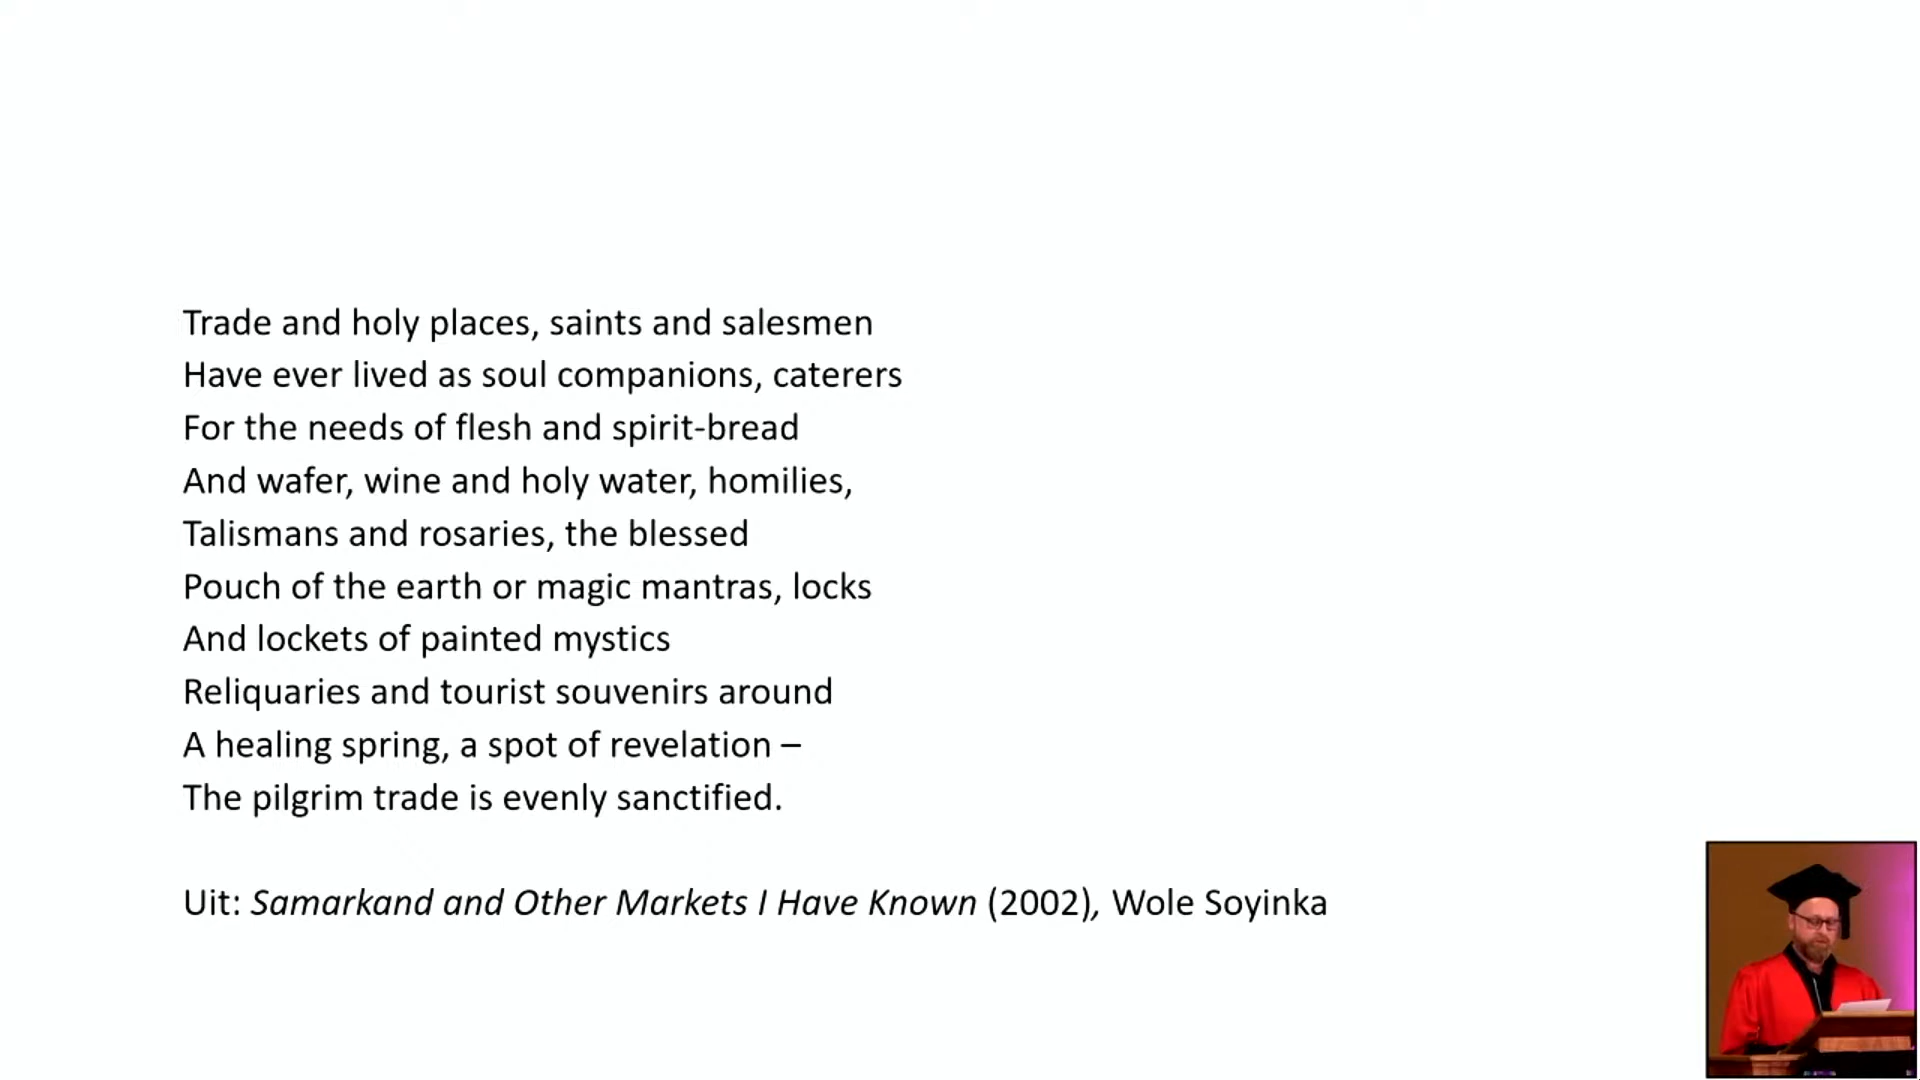 Trade and holy places, saints and salesmen
Have ever lived as soul companions, caterers
For the needs of flesh and spirit-bread
And wafer, wine and holy water, homilies,
Talismans and rosaries, the blessed
Pouch of the earth or magic mantras, locks
And lockets of painted mystics
Reliquaries and tourist souvenirs around
A healing spring, a spot of revelation –
The pilgrim trade is evenly sanctified.
Uit: Samarkand and Other Markets I Have Known (2002), Wole Soyinka